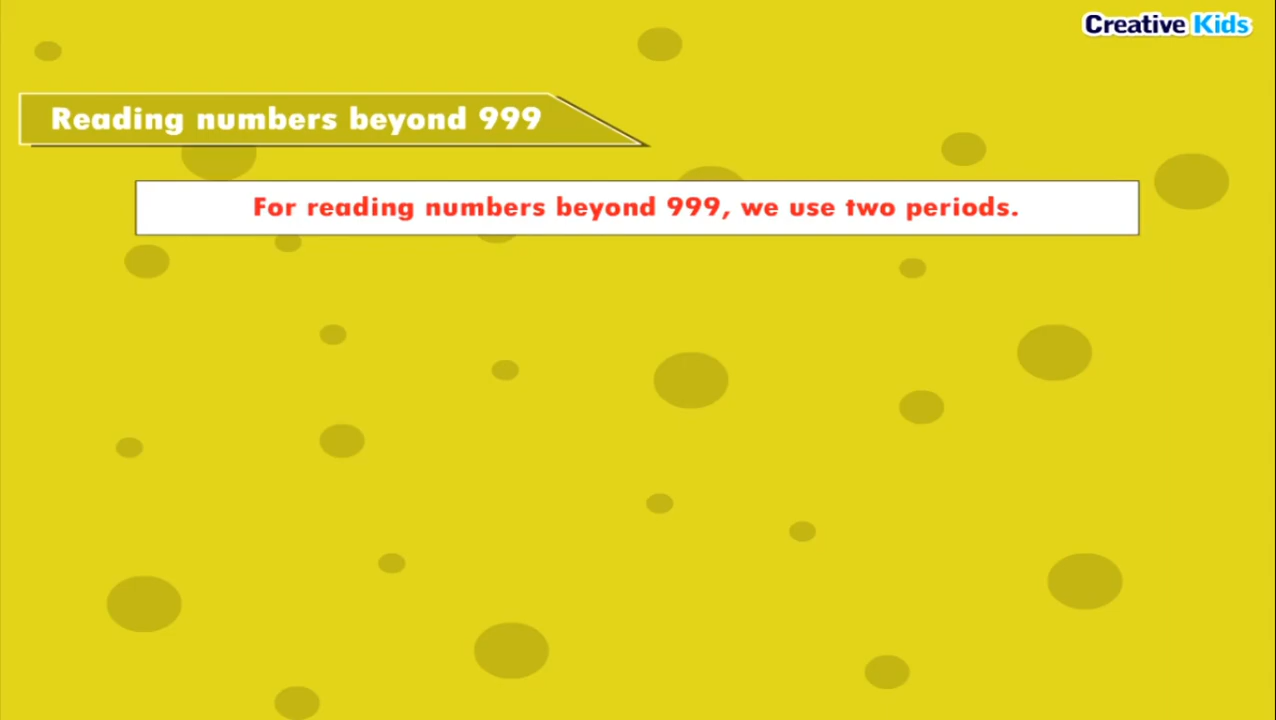 Creative Kids
Reading numbers beyond 999
For reading numbers beyond 999, we use two periods.